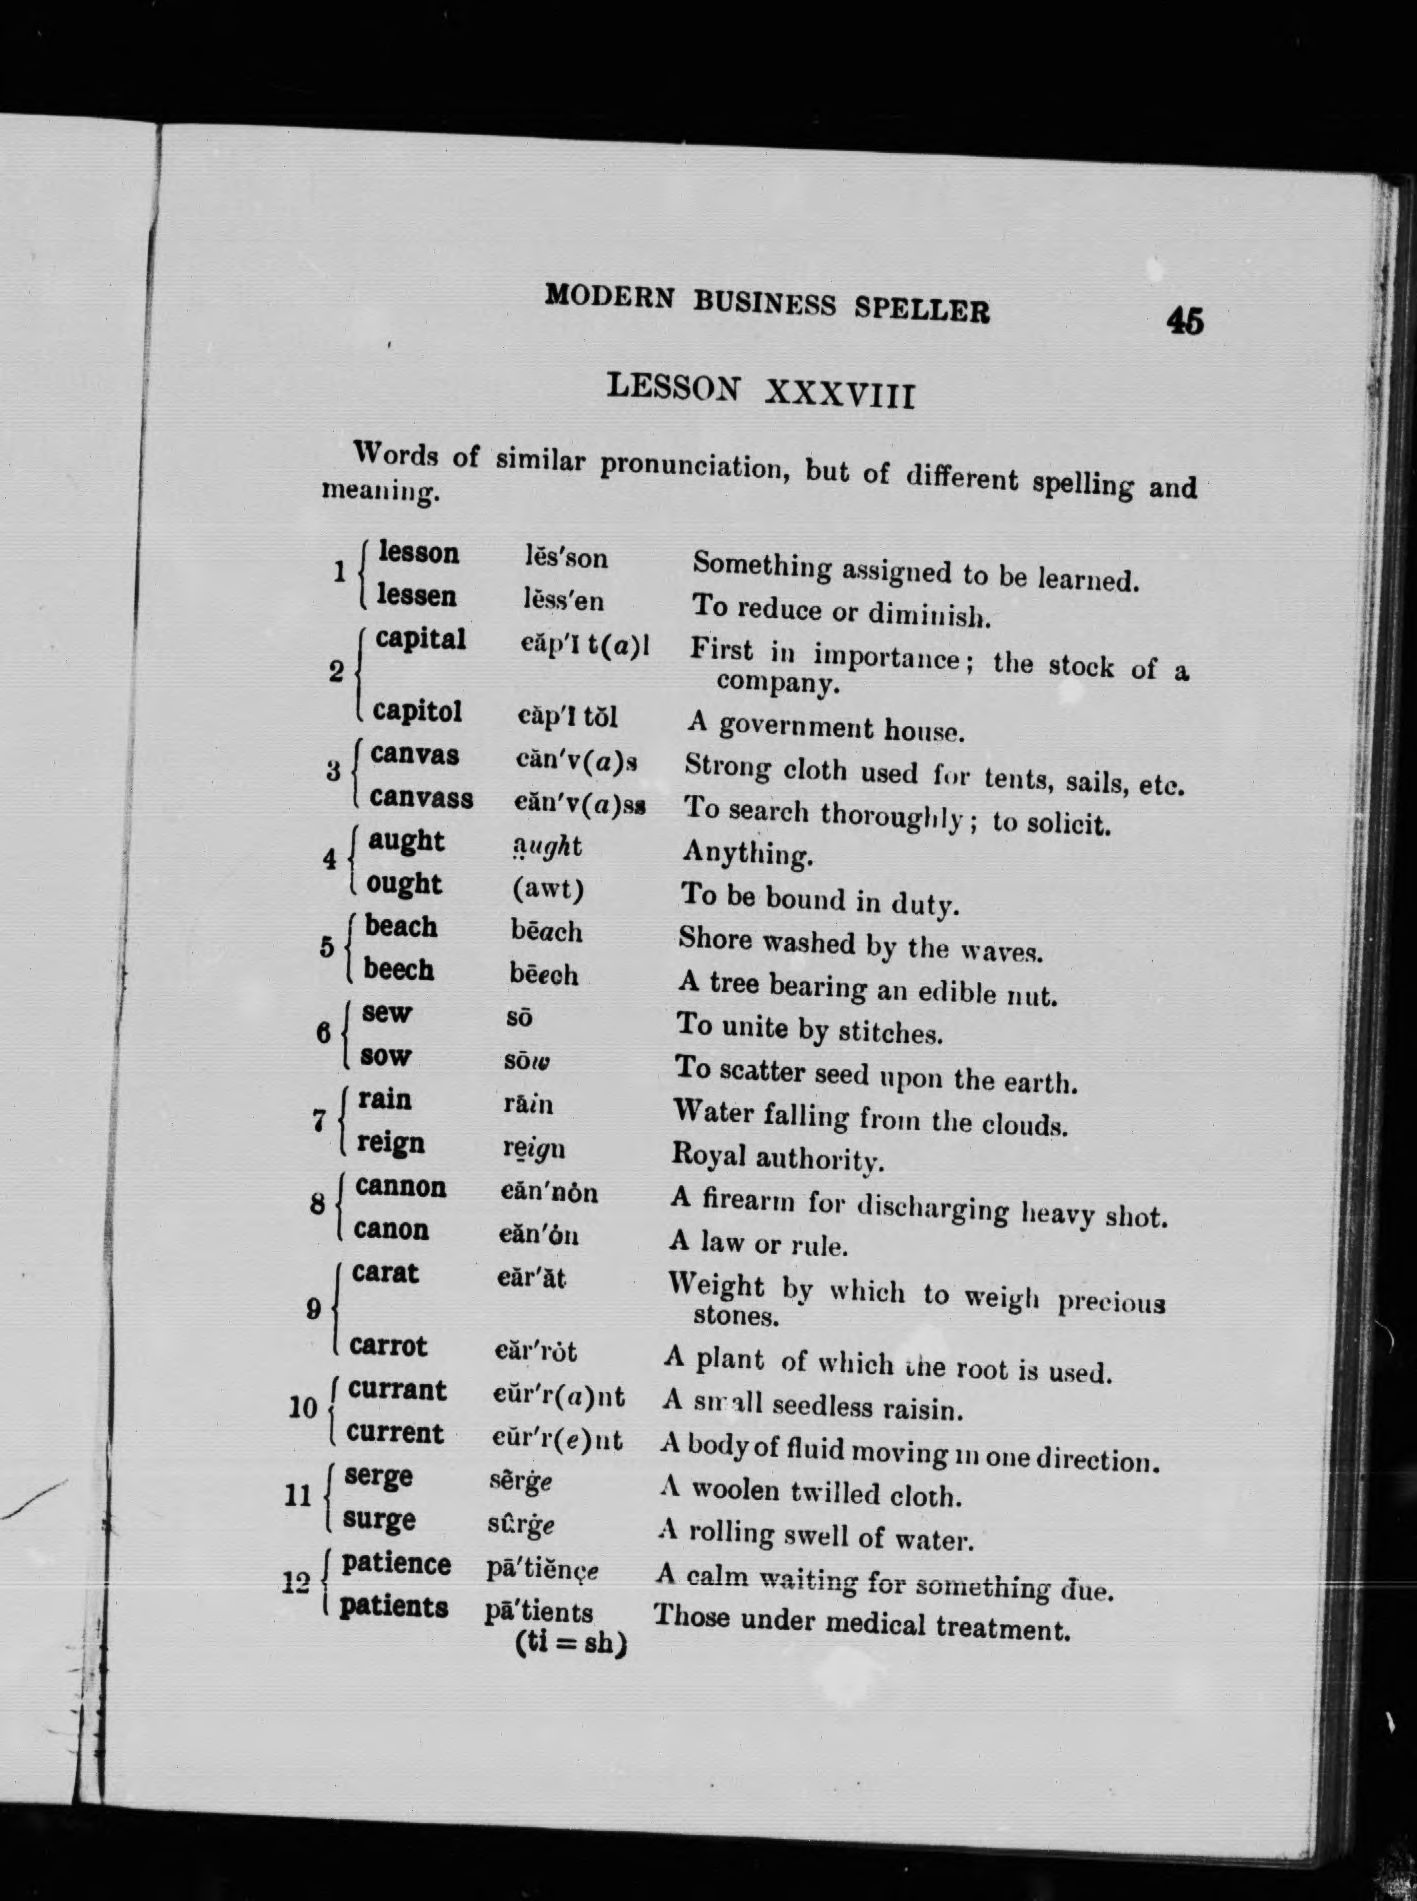 MODERN BUSINESS SPELLER 45
LESSON XXXVIII
Words of similar pronunciation, but of different spelling and
meaning.
1 lesson lĕs′son Something assigned to be learned.
lessen lĕss′en To reduce or diminish.
2 capital căp′ĭ t(a)l First in importance; the stock of a
company.
capitol căp′ĭ tŏl A government house.
3 canvas căn′v(a)s Strong cloth used for tents, sails, etc.
canvass căn′v(a)ss To search thoroughly; to solicit.
4 aught a̤ught Anything.
ought (awt) To be bound in duty.
5 beach bēach Shore washed by the waves.
beech bēech A tree bearing an edible nut.
6 sew sō To unite by stitches.
sow sōw To scatter seed upon the earth.
7 rain rāin Water falling from the clouds.
reign re̱ign Royal authority.
8 cannon căn′nȯn A firearm for discharging heavy shot.
canon căn′ȯn A law or rule.
9 carat căr′ăt Weight by which to weigh precious
stones.
carrot căr′rȯt A plant of which the root is used.
10 currant cŭr′r(a)nt A small seedless raisin.
current cŭr′r(e)nt A body of fluid moving in one direction.
11 serge sẽrġe A woolen twilled cloth.
surge sûrġe A rolling swell of water.
12 patience pā′tiĕnçe A calm waiting for something due.
patients pā′tients Those under medical treatment.
(ti = sh)